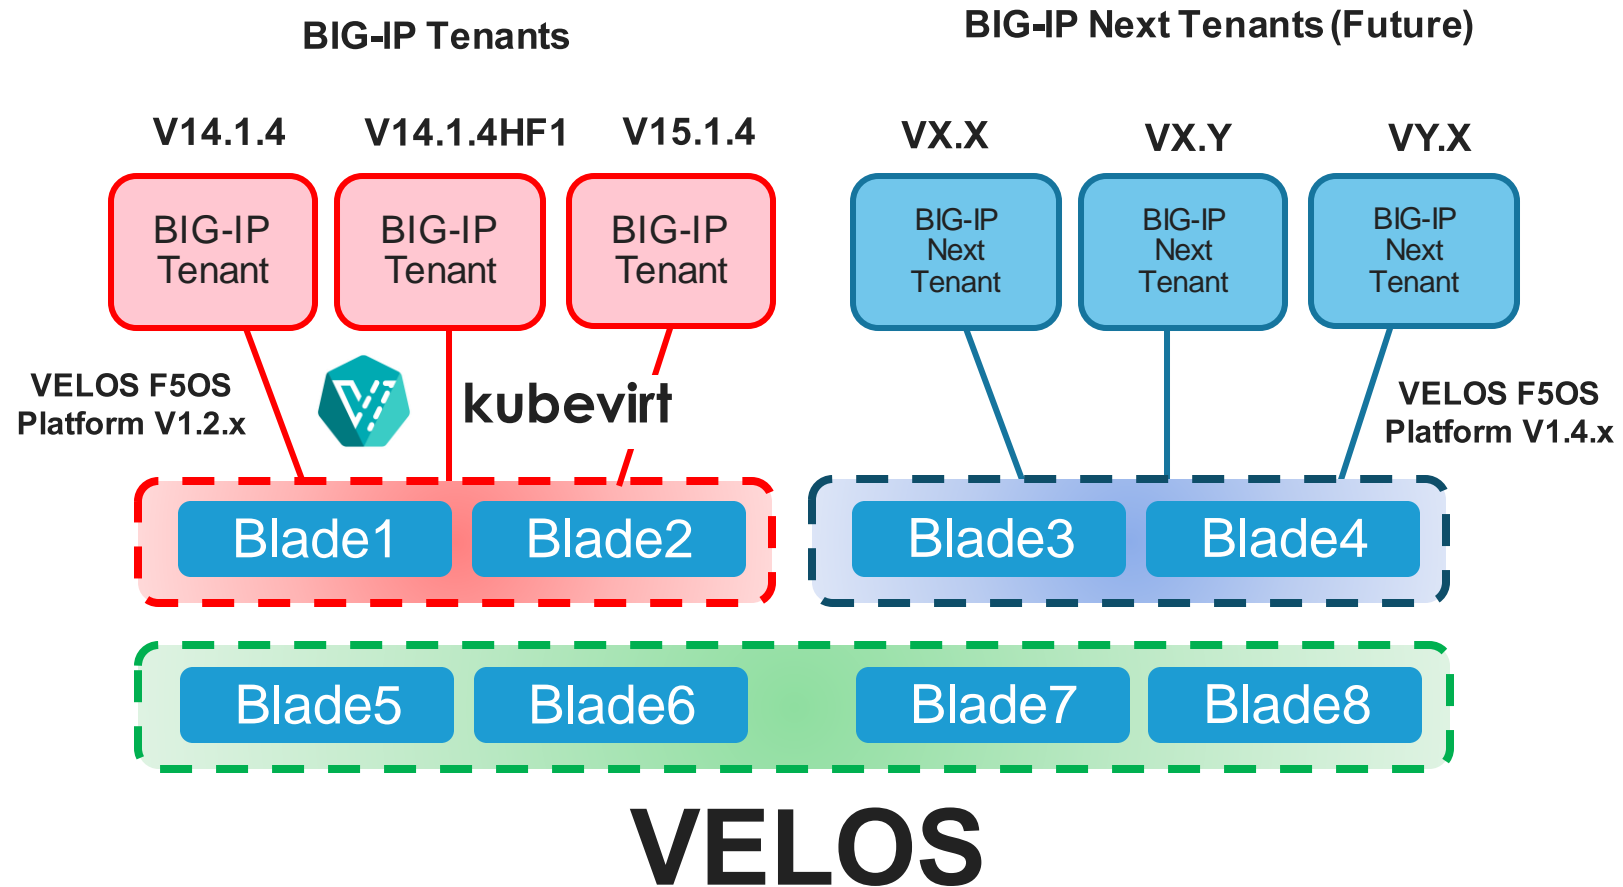 BIG-IP Tenants
BIG-IP Next Tenants (Future)
V14.1.4
V14.1.4HF1
V15.1.4
VX.X
VX.Y
VY.X
BIG-IP
Tenant
BIG-IP
Tenant
BIG-IP
Tenant
BIG-IP
Next
Tenant
BIG-IP
Next
Tenant
BIG-IP
Next
Tenant
VELOS F5OS
Platform V1.2.x
kubevirt
VELOS F5OS
Platform V1.4.x
Blade1
Blade2
Blade3
Blade4
Blade5
Blade6
Blade7
Blade8
VELOS